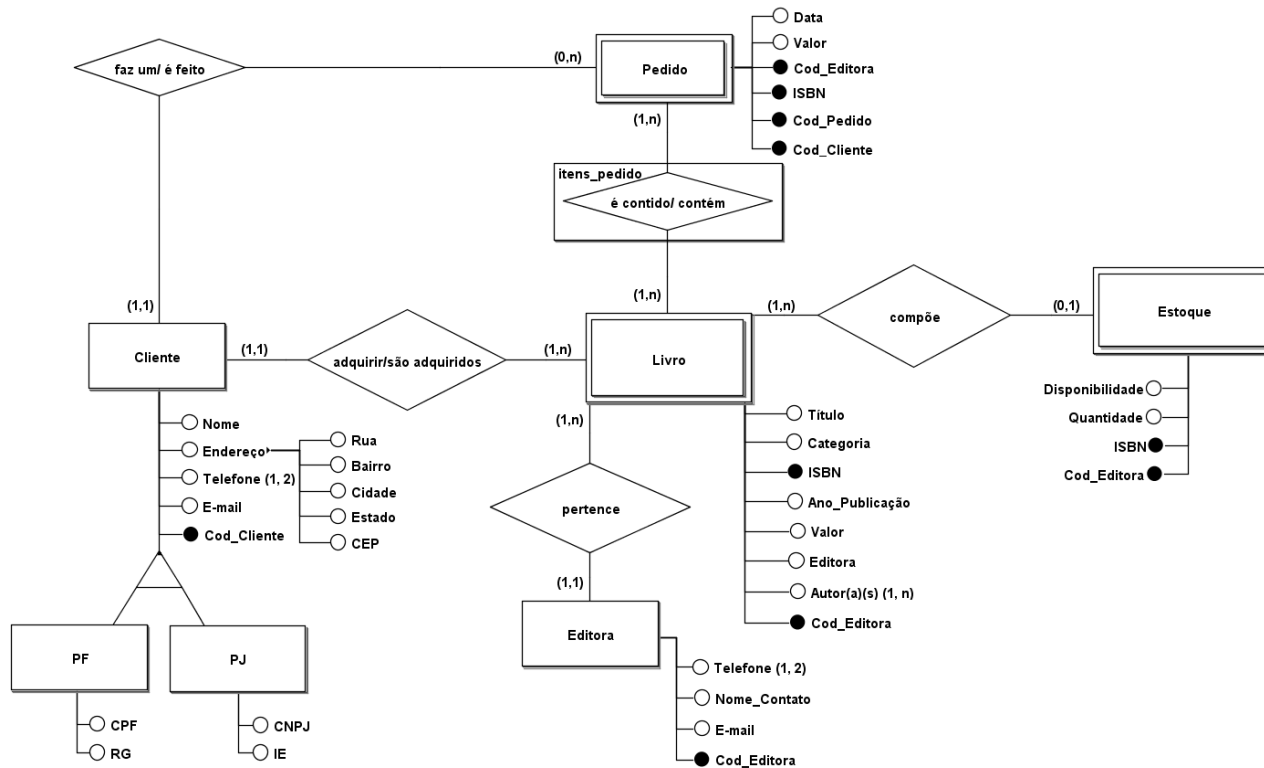 Data
Valor
Cod_Editora
ISBN
Cod_Pedido
Cod_Cliente
faz um/ é feito
(0,n)
Pedido
(1,n)
itens_pedido
é contido/ contém
(1,1)
(1,n)
(1,n)
compõe
(0,1)
Estoque
Cliente
(1,1)
adquirir/são adquiridos
(1,n)
Livro
Disponibilidade
Quantidade
ISBN
Cod_Editora
Nome
Endereço
Telefone (1, 2)
E-mail
Cod_Cliente
Rua
Bairro
Cidade
Estado
CEP
(1,n)
pertence
(1,1)
Título
Categoria
ISBN
Ano_Publicação
Valor
Editora
Autor(a)(s) (1, n)
Cod_Editora
PF
PJ
Editora
CPF
RG
CNPJ
IE
Telefone (1, 2)
Nome_Contato
E-mail
Cod_Editora